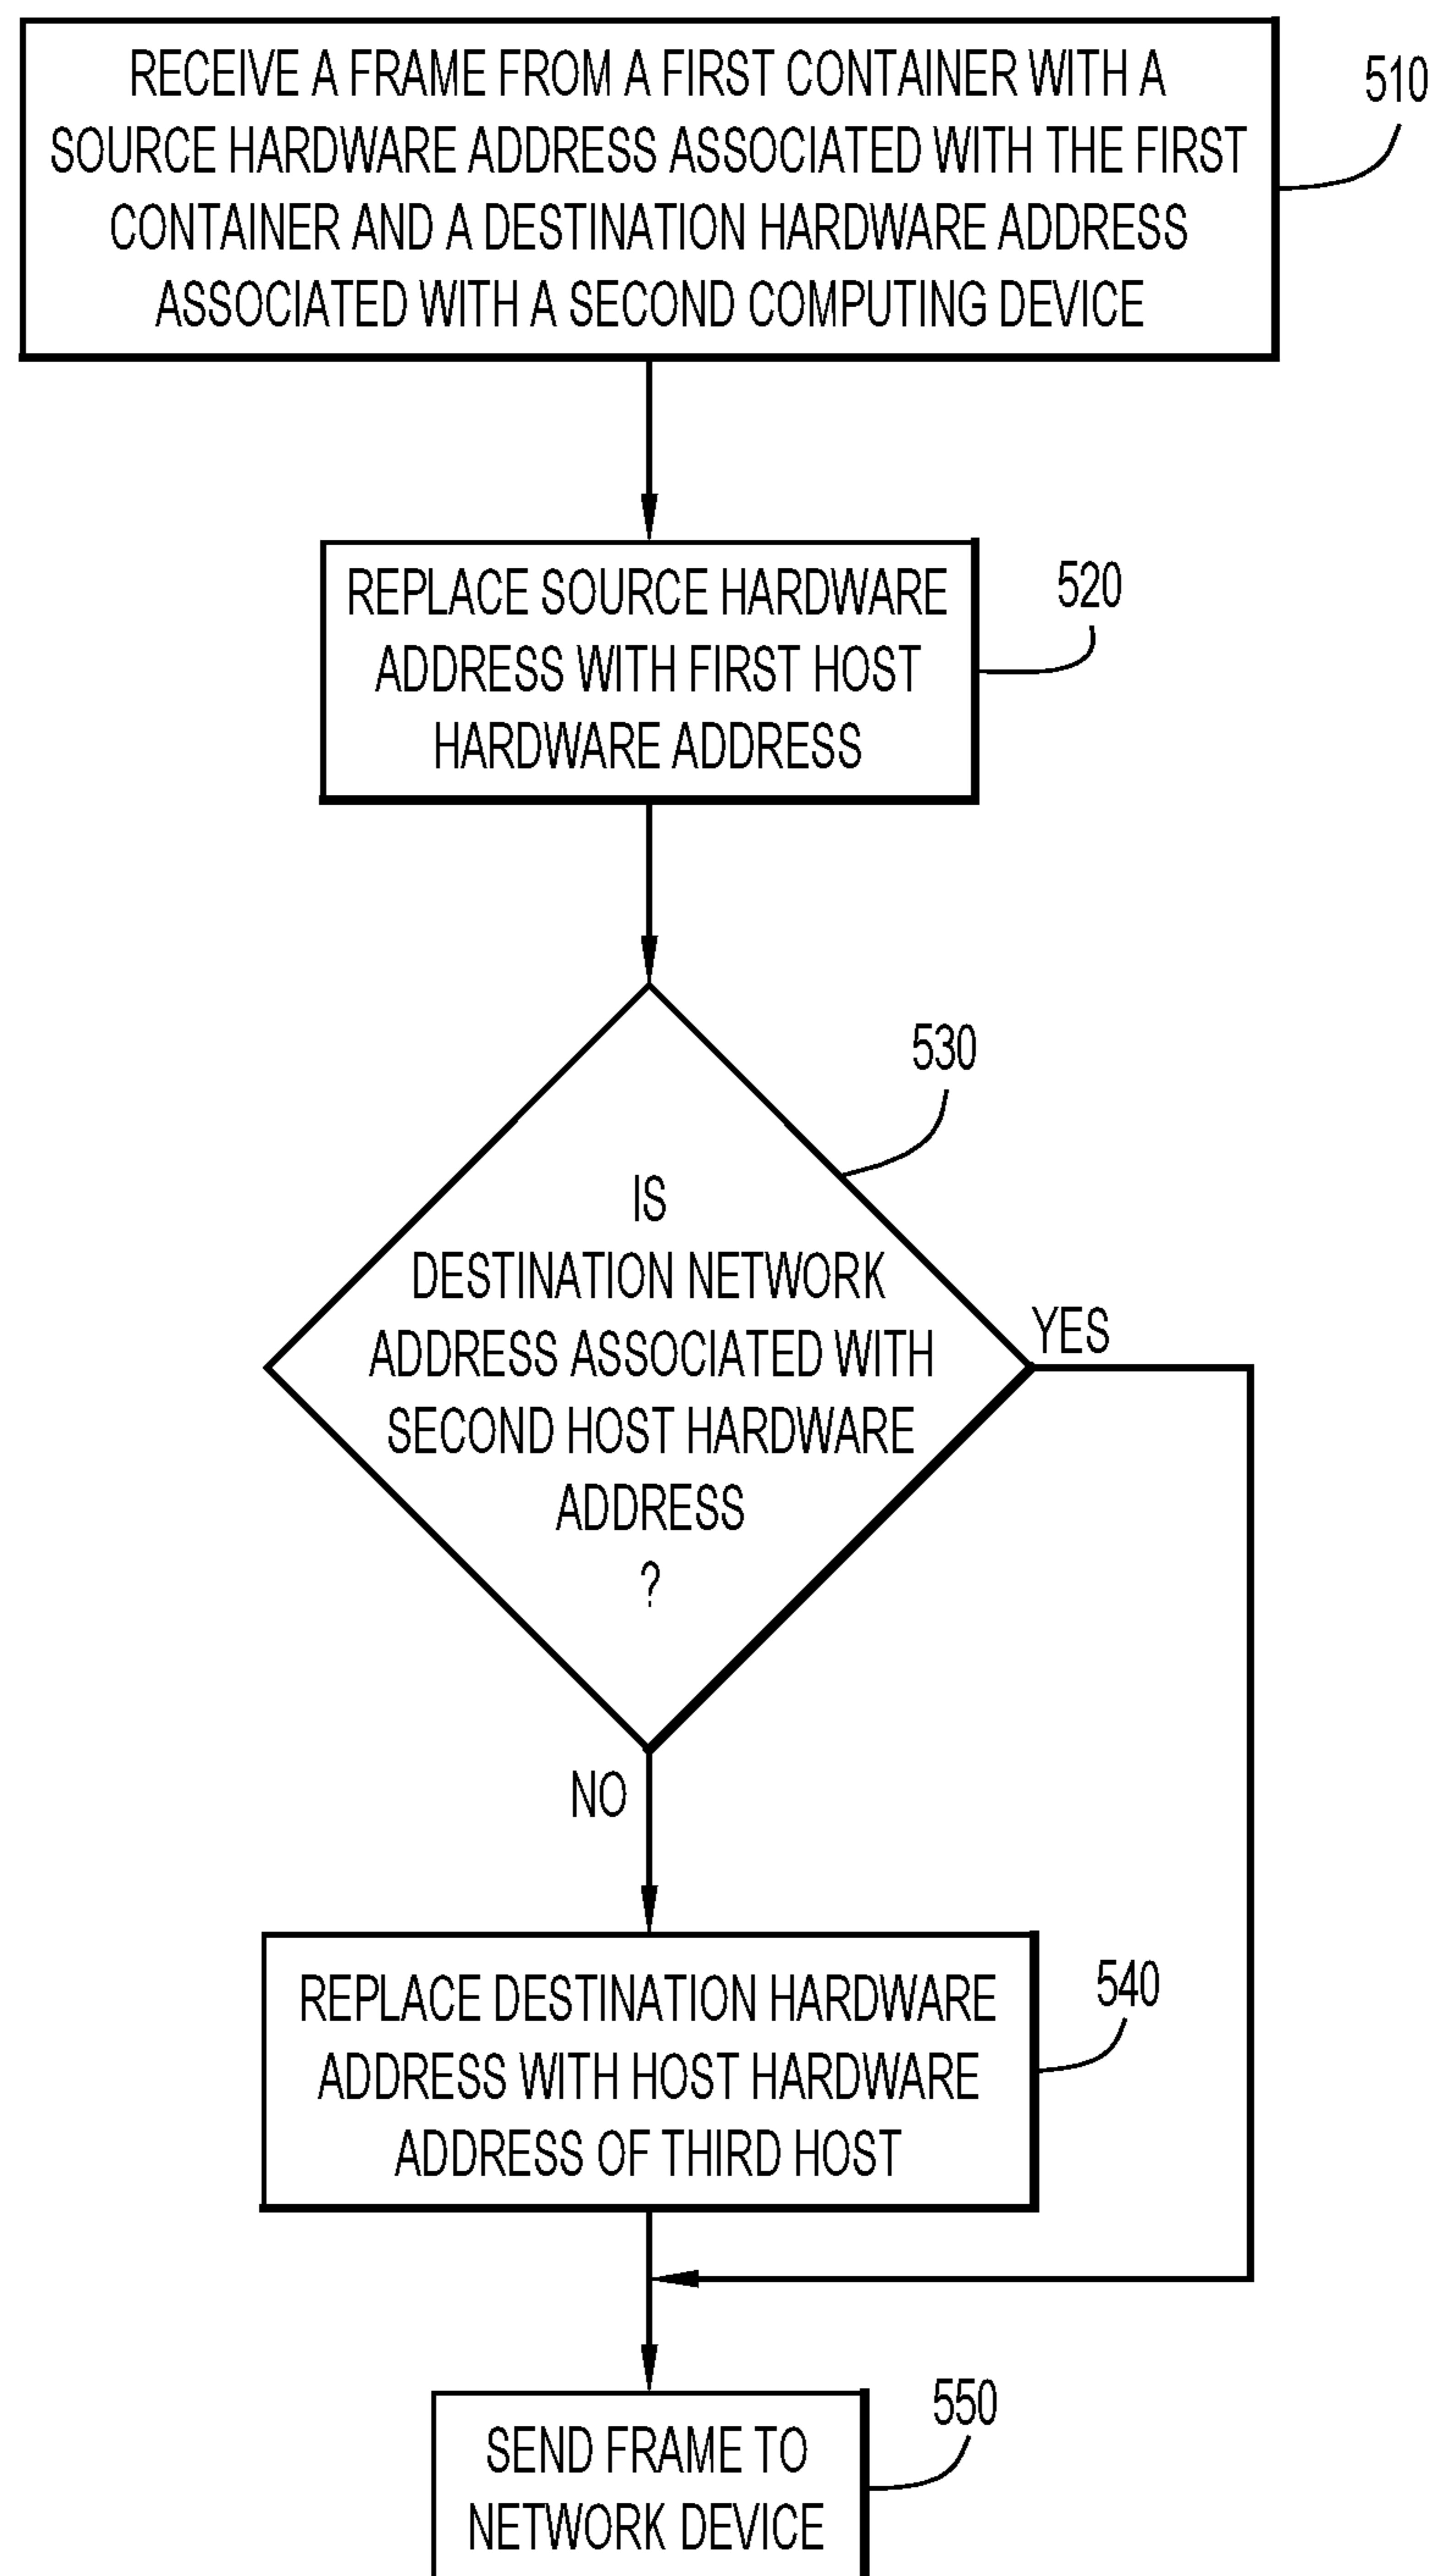 RECEIVE A FRAME FROM A FIRST CONTAINER WITH A
SOURCE HARDWARE ADDRESS ASSOCIATED WITH THE FIRST
CONTAINER AND A DESTINATION HARDWARE ADDRESS
ASSOCIATED WITH A SECOND COMPUTING DEVICE
510
REPLACE SOURCE HARDWARE
ADDRESS WITH FIRST HOST
HARDWARE ADDRESS
520
530
IS
DESTINATION NETWORK
ADDRESS ASSOCIATED WITH
SECOND HOST HARDWARE
ADDRESS
?
YES
NO
REPLACE DESTINATION HARDWARE
ADDRESS WITH HOST HARDWARE
ADDRESS OF THIRD HOST
540
SEND FRAME TO
NETWORK DEVICE
550